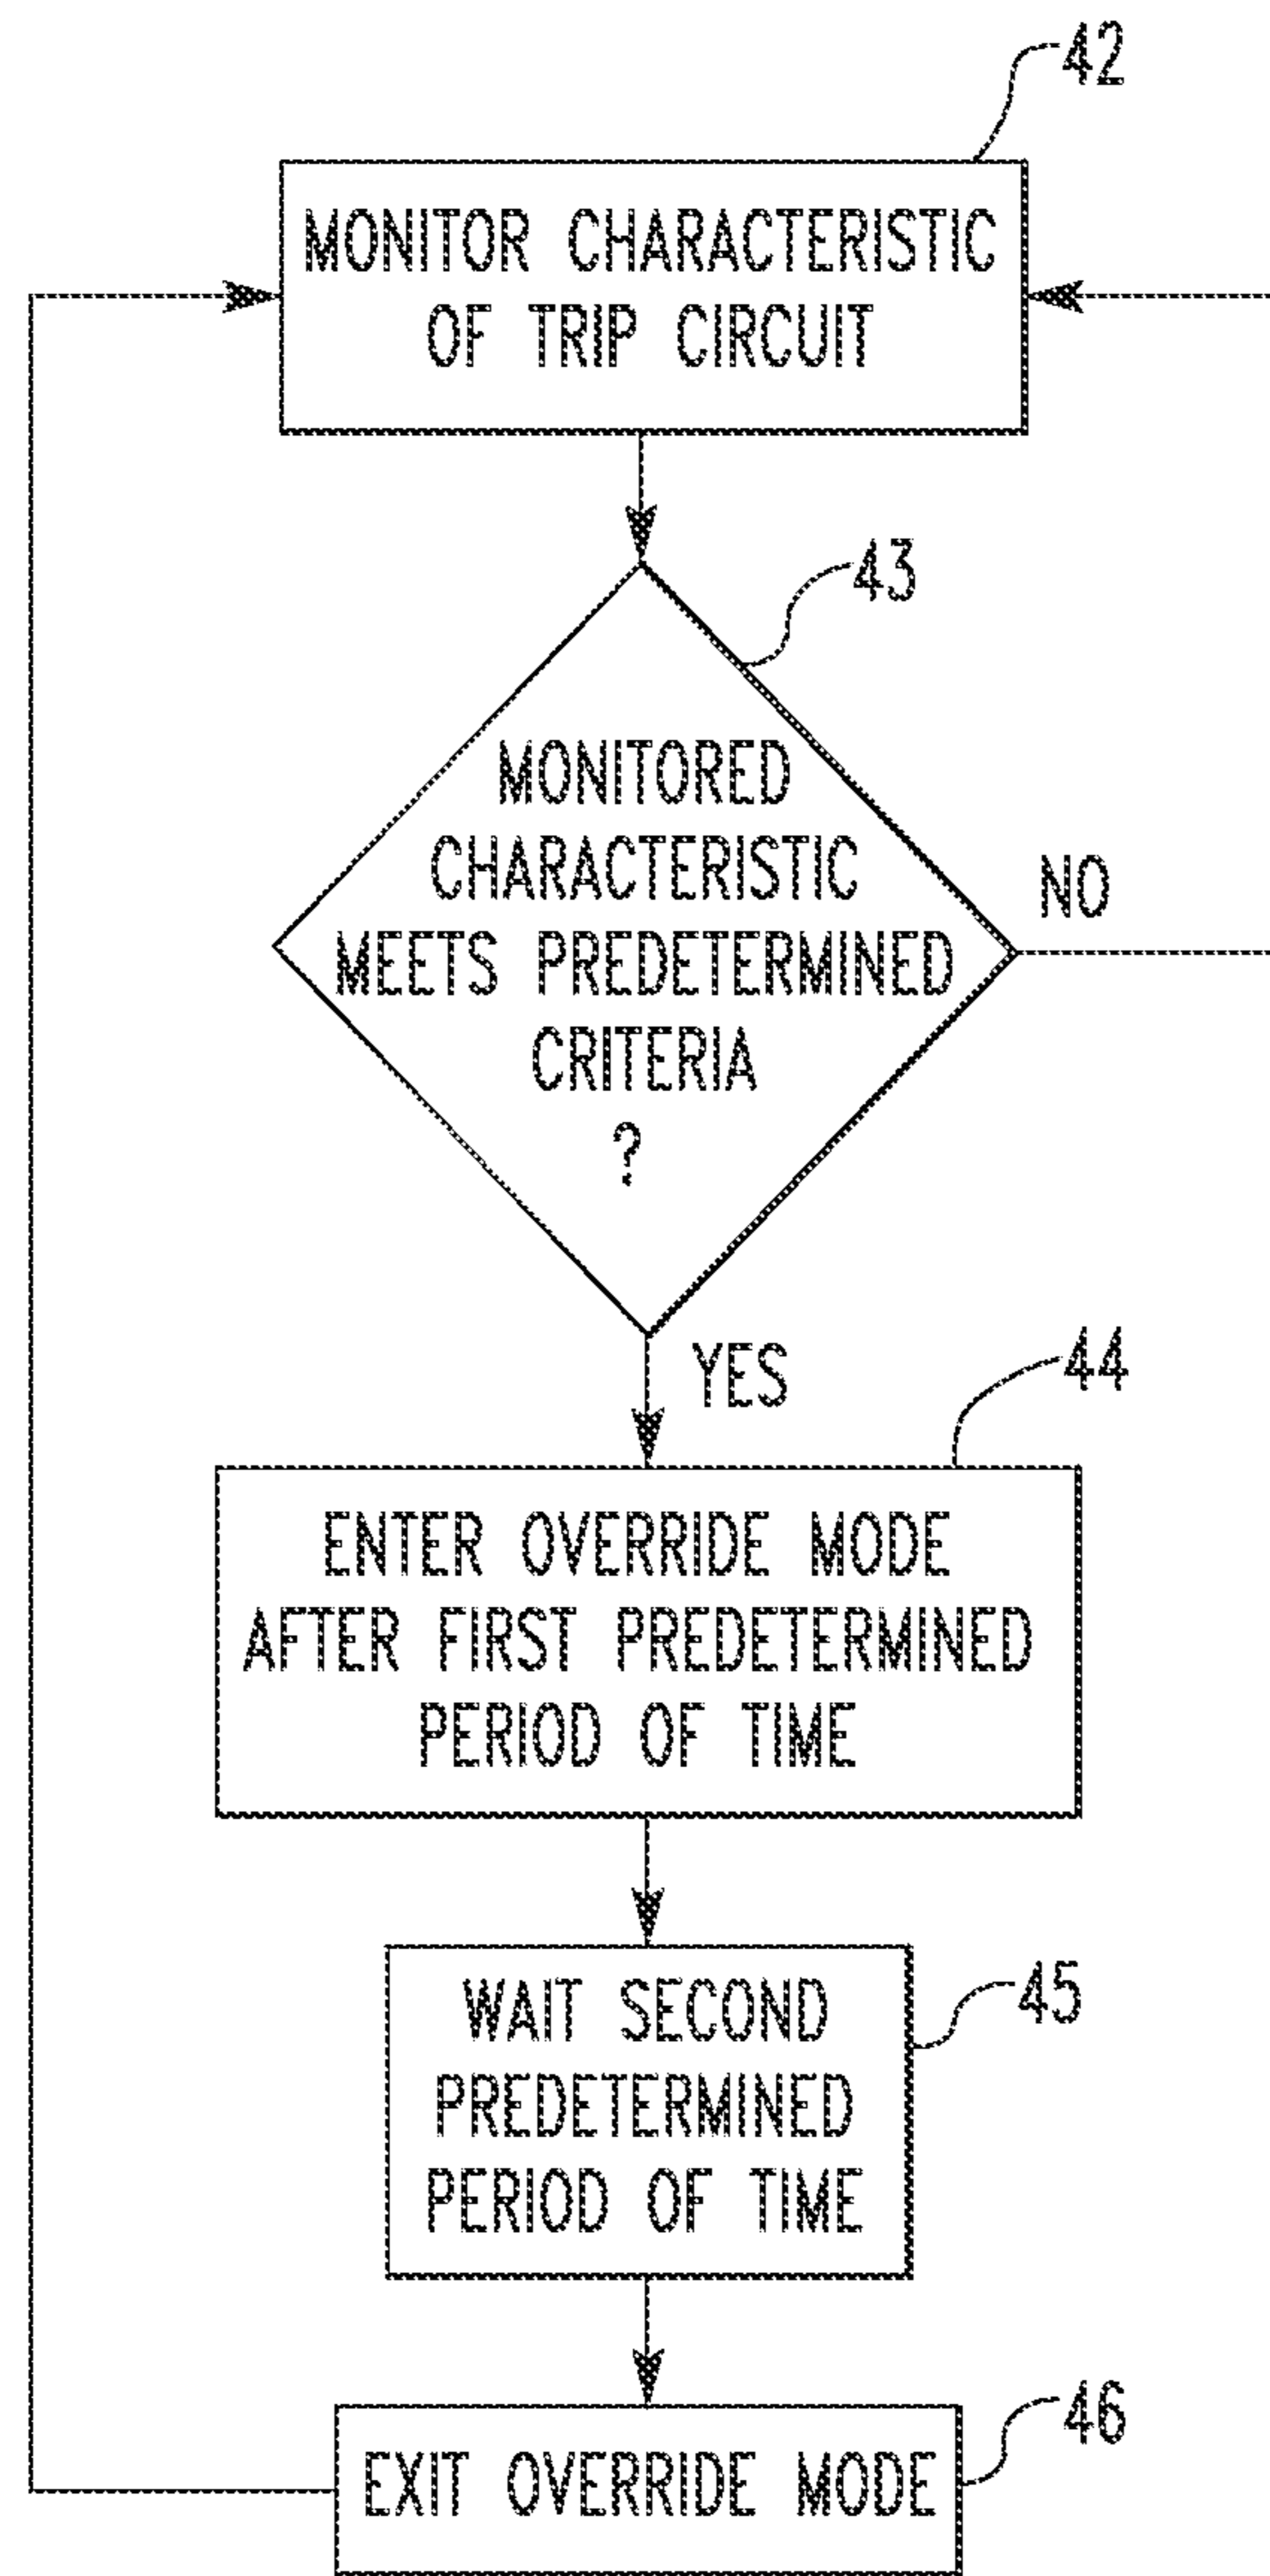 42
MONITOR CHARACTERISTIC
OF TRIP CIRCUIT
43
MONITORED
CHARACTERISTIC
MEETS PREDETERMINED
CRITERIA
?
NO
YES
44
ENTER OVERRIDE MODE
AFTER FIRST PREDETERMINED
PERIOD OF TIME
45
WAIT SECOND
PREDETERMINED
PERIOD OF TIME
46
EXIT OVERRIDE MODE